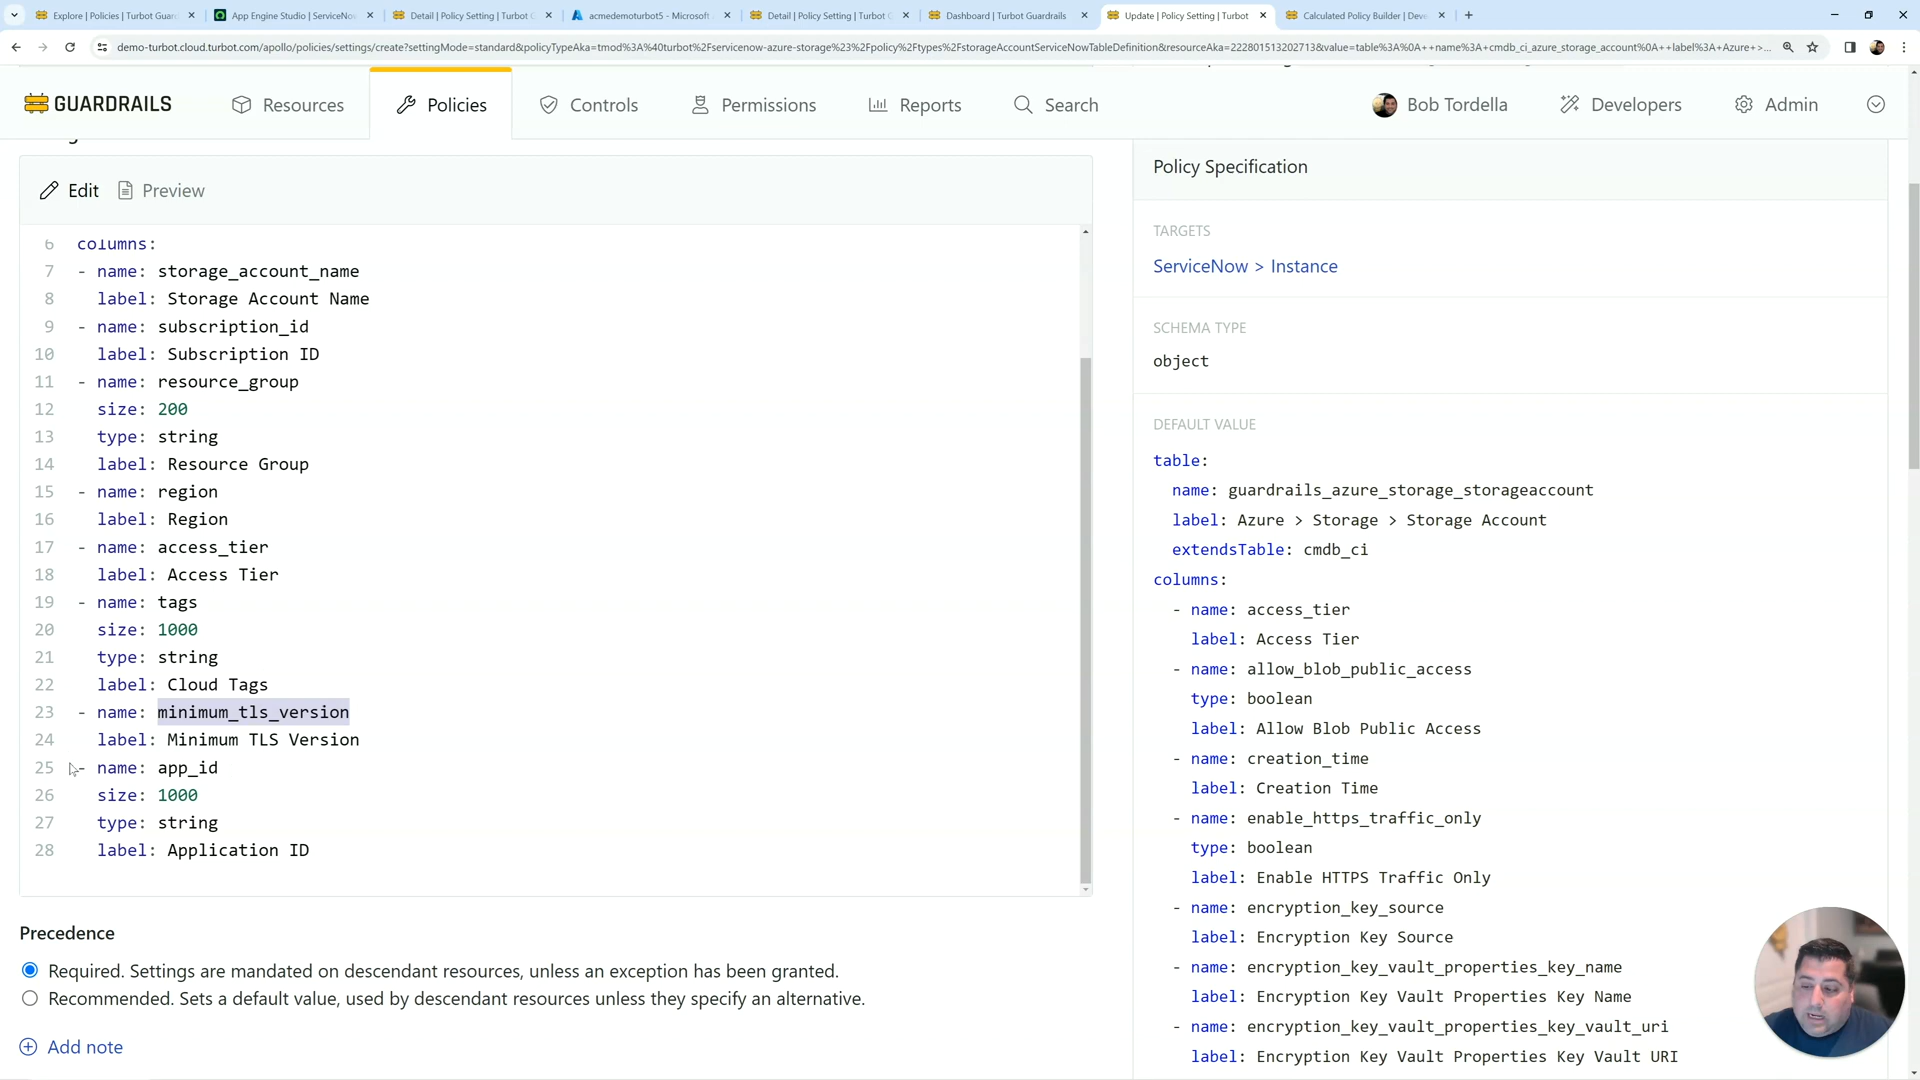 Explore | Policies | Turbot Guar
App Engine Studio | ServiceNo
Detail | Policy Setting | Turbot
acmedemoturbot5 - Microsoft
Detail | Policy Setting | Turbot
Dashboard | Turbot Guardrails
Update | Policy Setting | Turbot
Calculated Policy Builder | Dev
demo-turbot.cloud.turbot.com/apollo/policies/settings/create?settingMode=standard&policyTypeAka=tmod%3A%40turbot%2Fservicenow-azure-storage%23%2Fpolicy%2Ftypes%2FstorageAccountServiceNowTableDefinition&resourceAka=222801513202713&value=table%3A%0A++name%3A+cmdb_ci_azure_storage_account%0A++label%3A+Azure+>...
GUARDRAILS
Resources
Policies
Controls
Permissions
Reports
Search
Bob Tordella
Developers
Admin
Edit
Preview
6 columns:
7 - name: storage_account_name
8 label: Storage Account Name
9 - name: subscription_id
10 label: Subscription ID
11 - name: resource_group
12 size: 200
13 type: string
14 label: Resource Group
15 - name: region
16 label: Region
17 - name: access_tier
18 label: Access Tier
19 - name: tags
20 size: 1000
21 type: string
22 label: Cloud Tags
23 - name: minimum_tls_version
24 label: Minimum TLS Version
25 - name: app_id
26 size: 1000
27 type: string
28 label: Application ID
Precedence
Required. Settings are mandated on descendant resources, unless an exception has been granted.
Recommended. Sets a default value, used by descendant resources unless they specify an alternative.
Add note
Policy Specification
TARGETS
ServiceNow > Instance
SCHEMA TYPE
object
DEFAULT VALUE
table:
name: guardrails_azure_storage_storageaccount
label: Azure > Storage > Storage Account
extendsTable: cmdb_ci
columns:
- name: access_tier
label: Access Tier
- name: allow_blob_public_access
type: boolean
label: Allow Blob Public Access
- name: creation_time
label: Creation Time
- name: enable_https_traffic_only
type: boolean
label: Enable HTTPS Traffic Only
- name: encryption_key_source
label: Encryption Key Source
- name: encryption_key_vault_properties_key_name
label: Encryption Key Vault Properties Key Name
- name: encryption_key_vault_properties_key_vault_uri
label: Encryption Key Vault Properties Key Vault URI